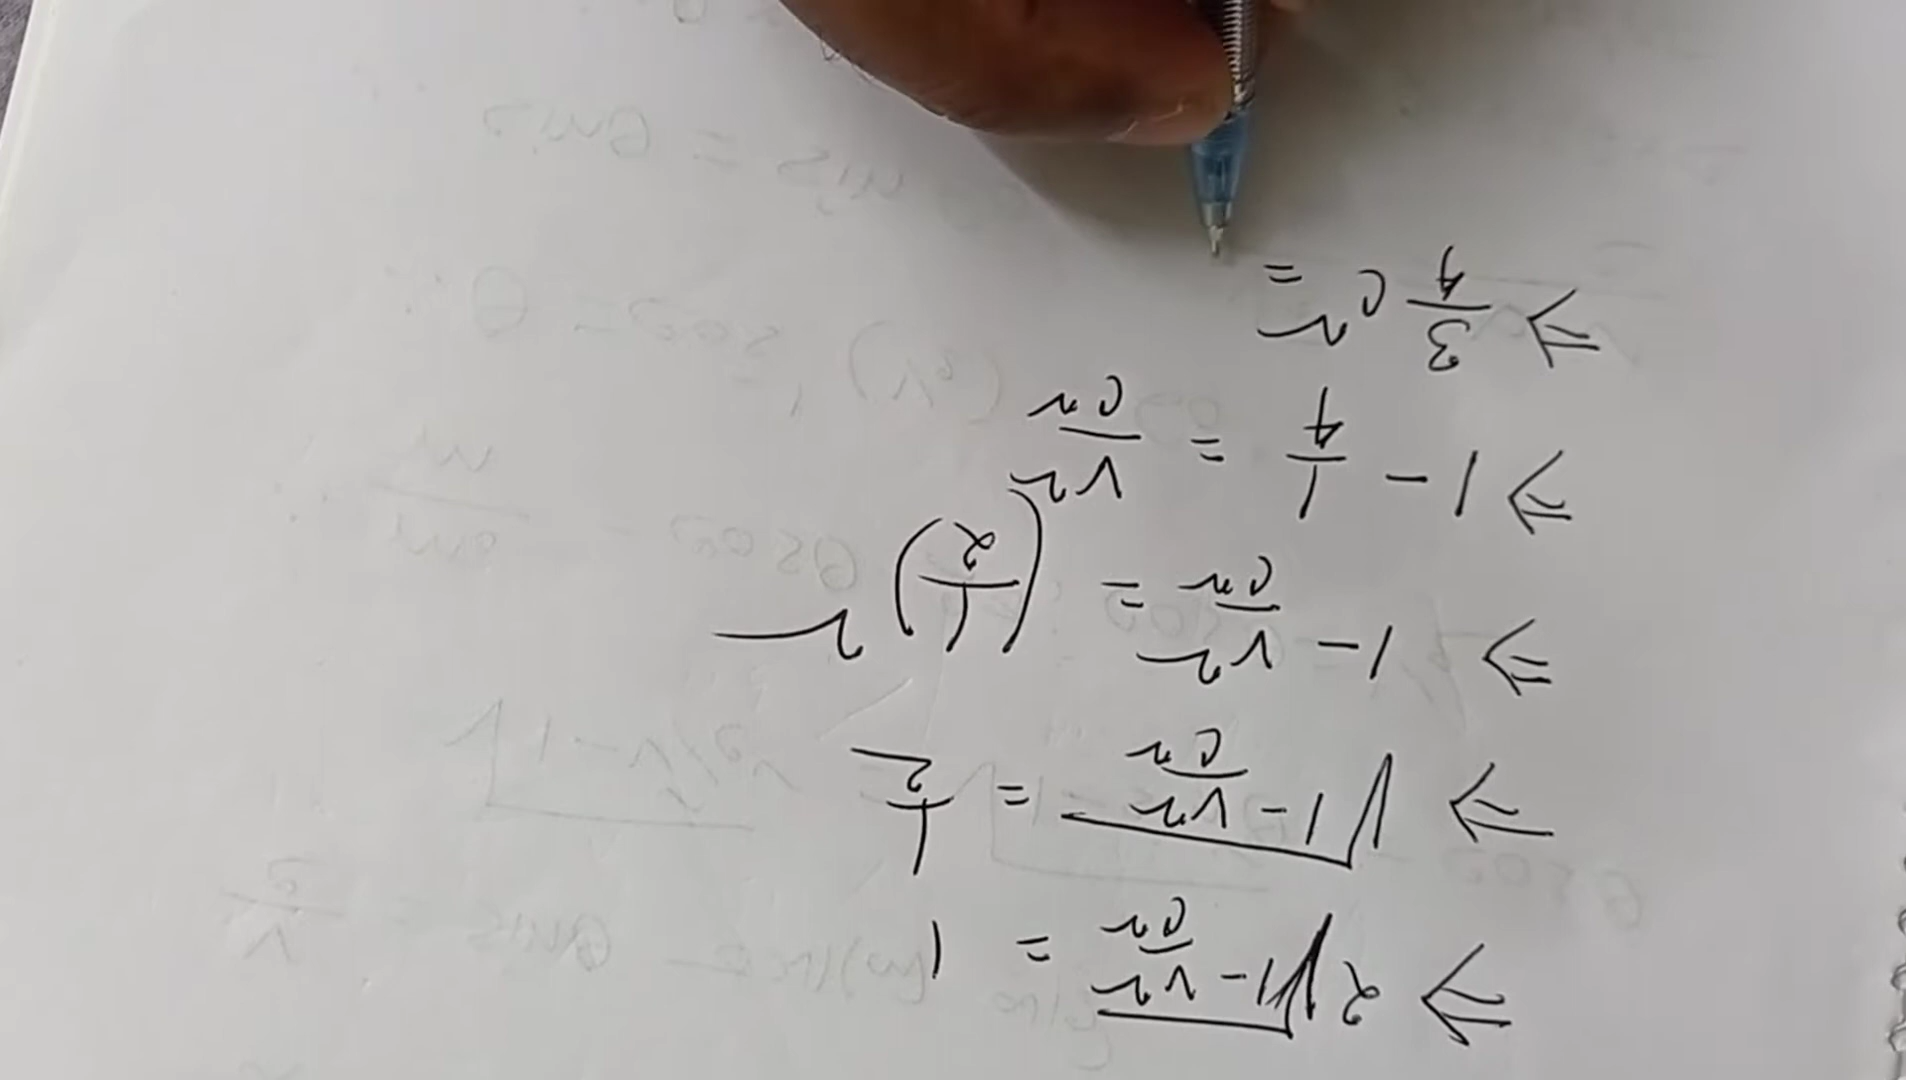 ⇒ 2√(1 - v²/c²) = 1
⇒ √(1 - v²/c²) = 1/2
⇒ 1 - v²/c² = (1/2)²
⇒ 1 - 1/4 = v²/c²
⇒ 3/4 c² =